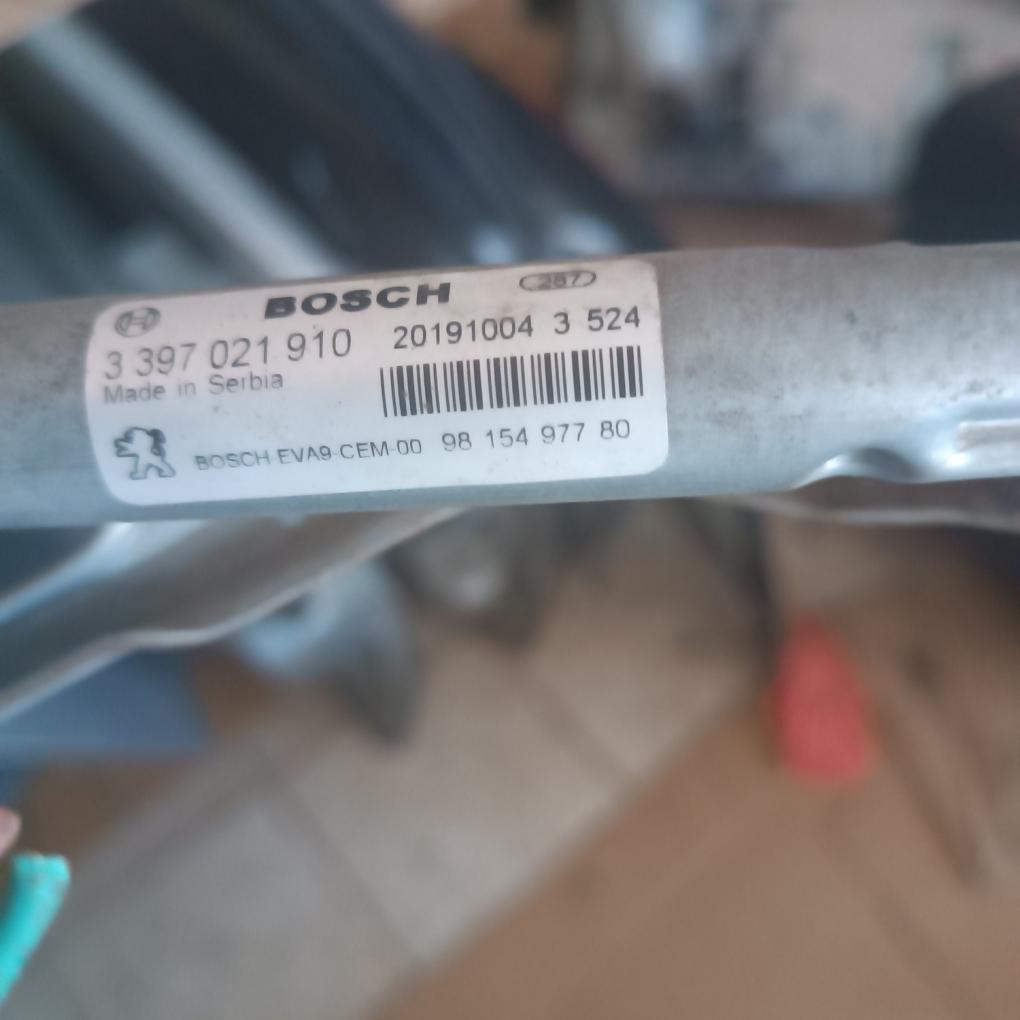 BOSCH 267
3 397 021 910 20191004 3 524
Made in Serbia
BOSCH EVA9-CEM-00 98 154 977 80